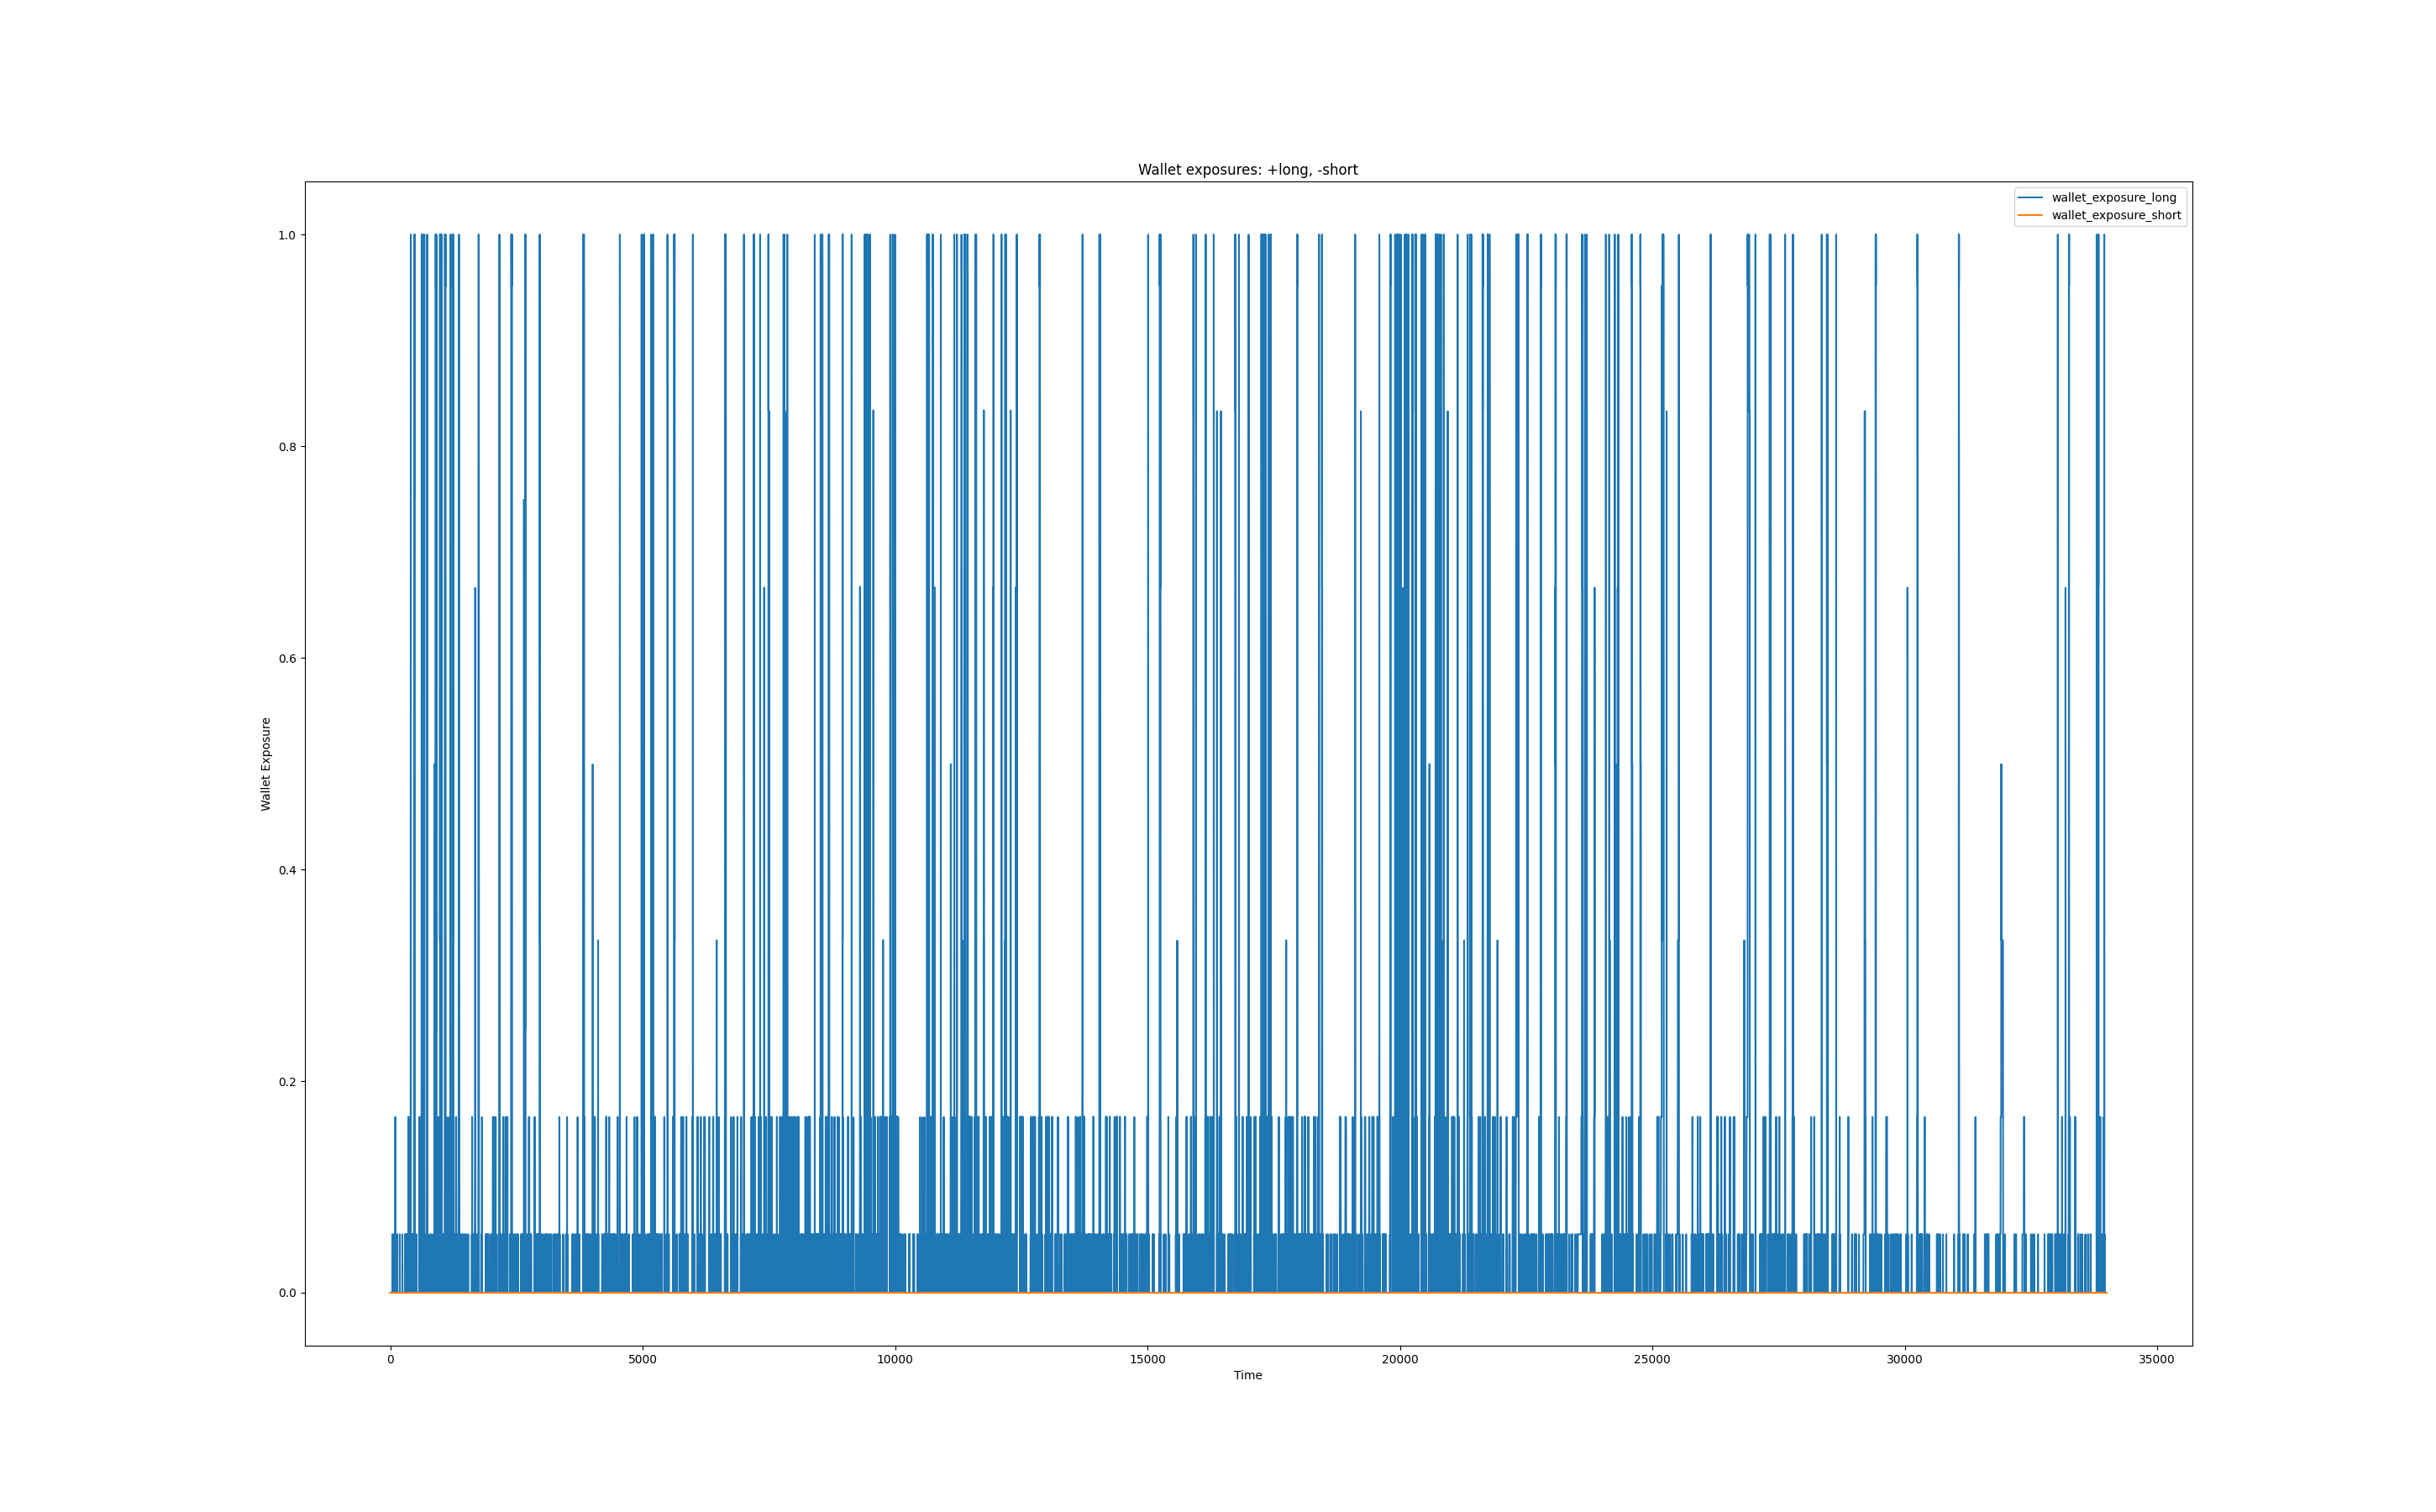 Wallet exposures: +long, -short
wallet_exposure_long
wallet_exposure_short
1.0
0.8
0.6
0.4
0.2
0.0
Wallet Exposure
0 5000 10000 15000 20000 25000 30000 35000
Time